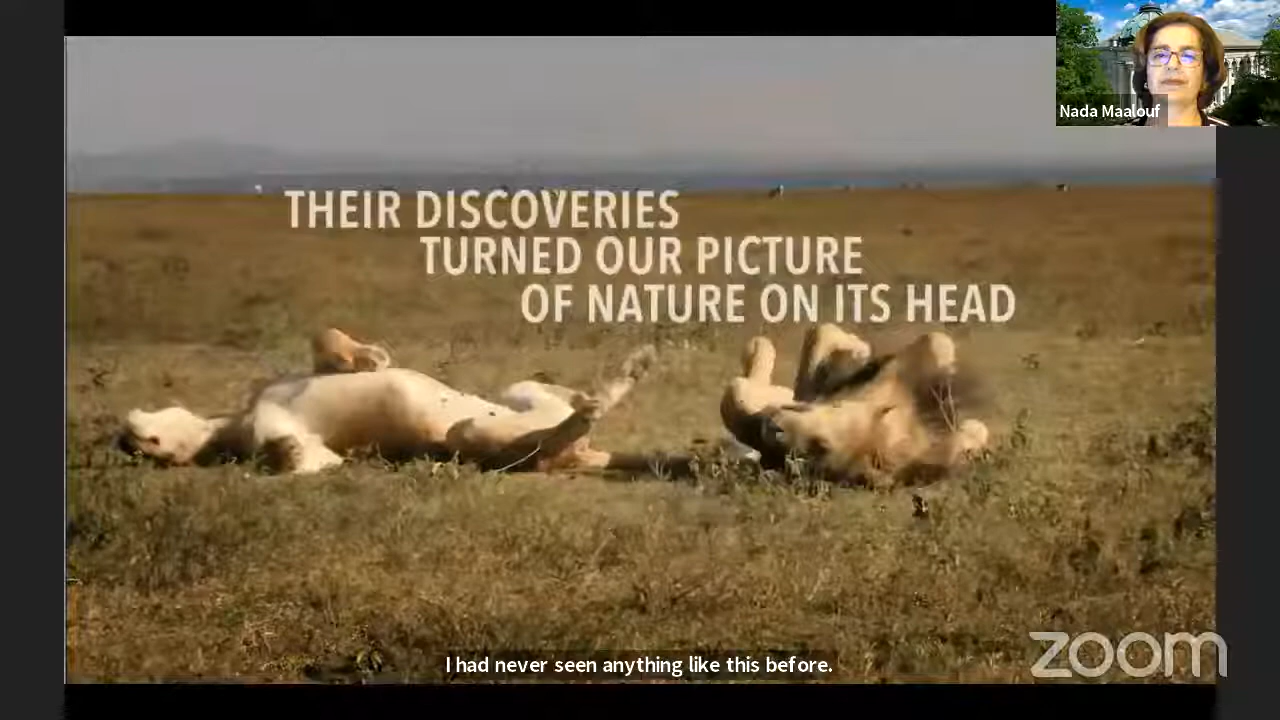 Nada Maalouf
THEIR DISCOVERIES
TURNED OUR PICTURE
OF NATURE ON ITS HEAD
I had never seen anything like this before.
zoom